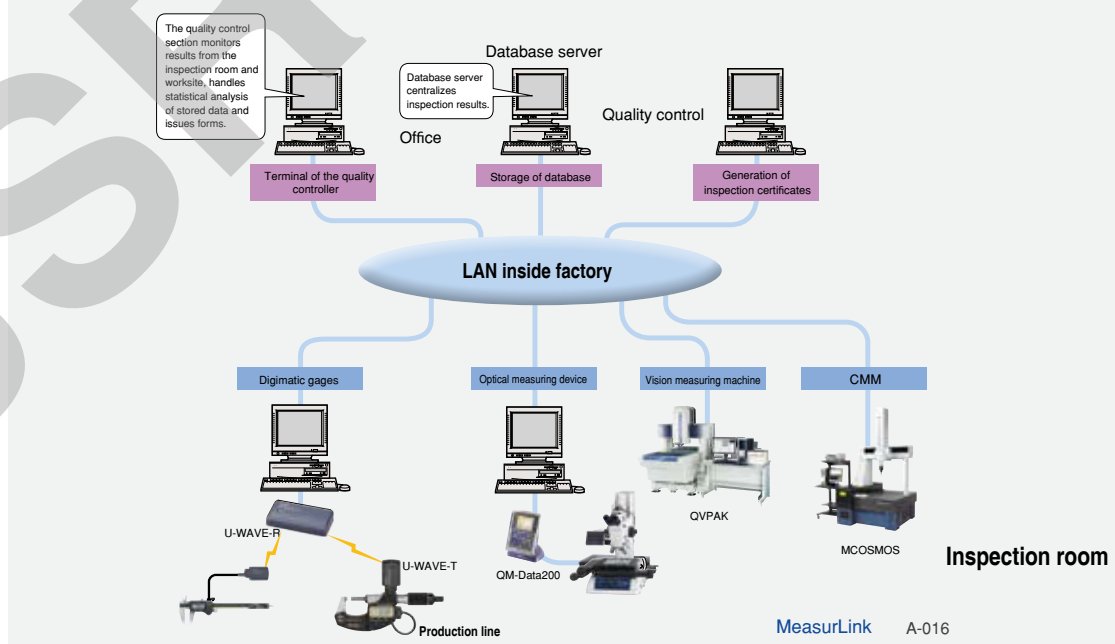 The quality control
section monitors
results from the
inspection room and
worksite, handles
statistical analysis
of stored data and
issues forms.
Database server
Database server
centralizes
inspection results.
Office
Quality control
Terminal of the quality
controller
Storage of database
Generation of
inspection certificates
LAN inside factory
Digimatic gages
Optical measuring device
Vision measuring machine
CMM
U-WAVE-R
U-WAVE-T
QM-Data200
QVPAK
MCOSMOS
Inspection room
Production line
MeasurLink A-016